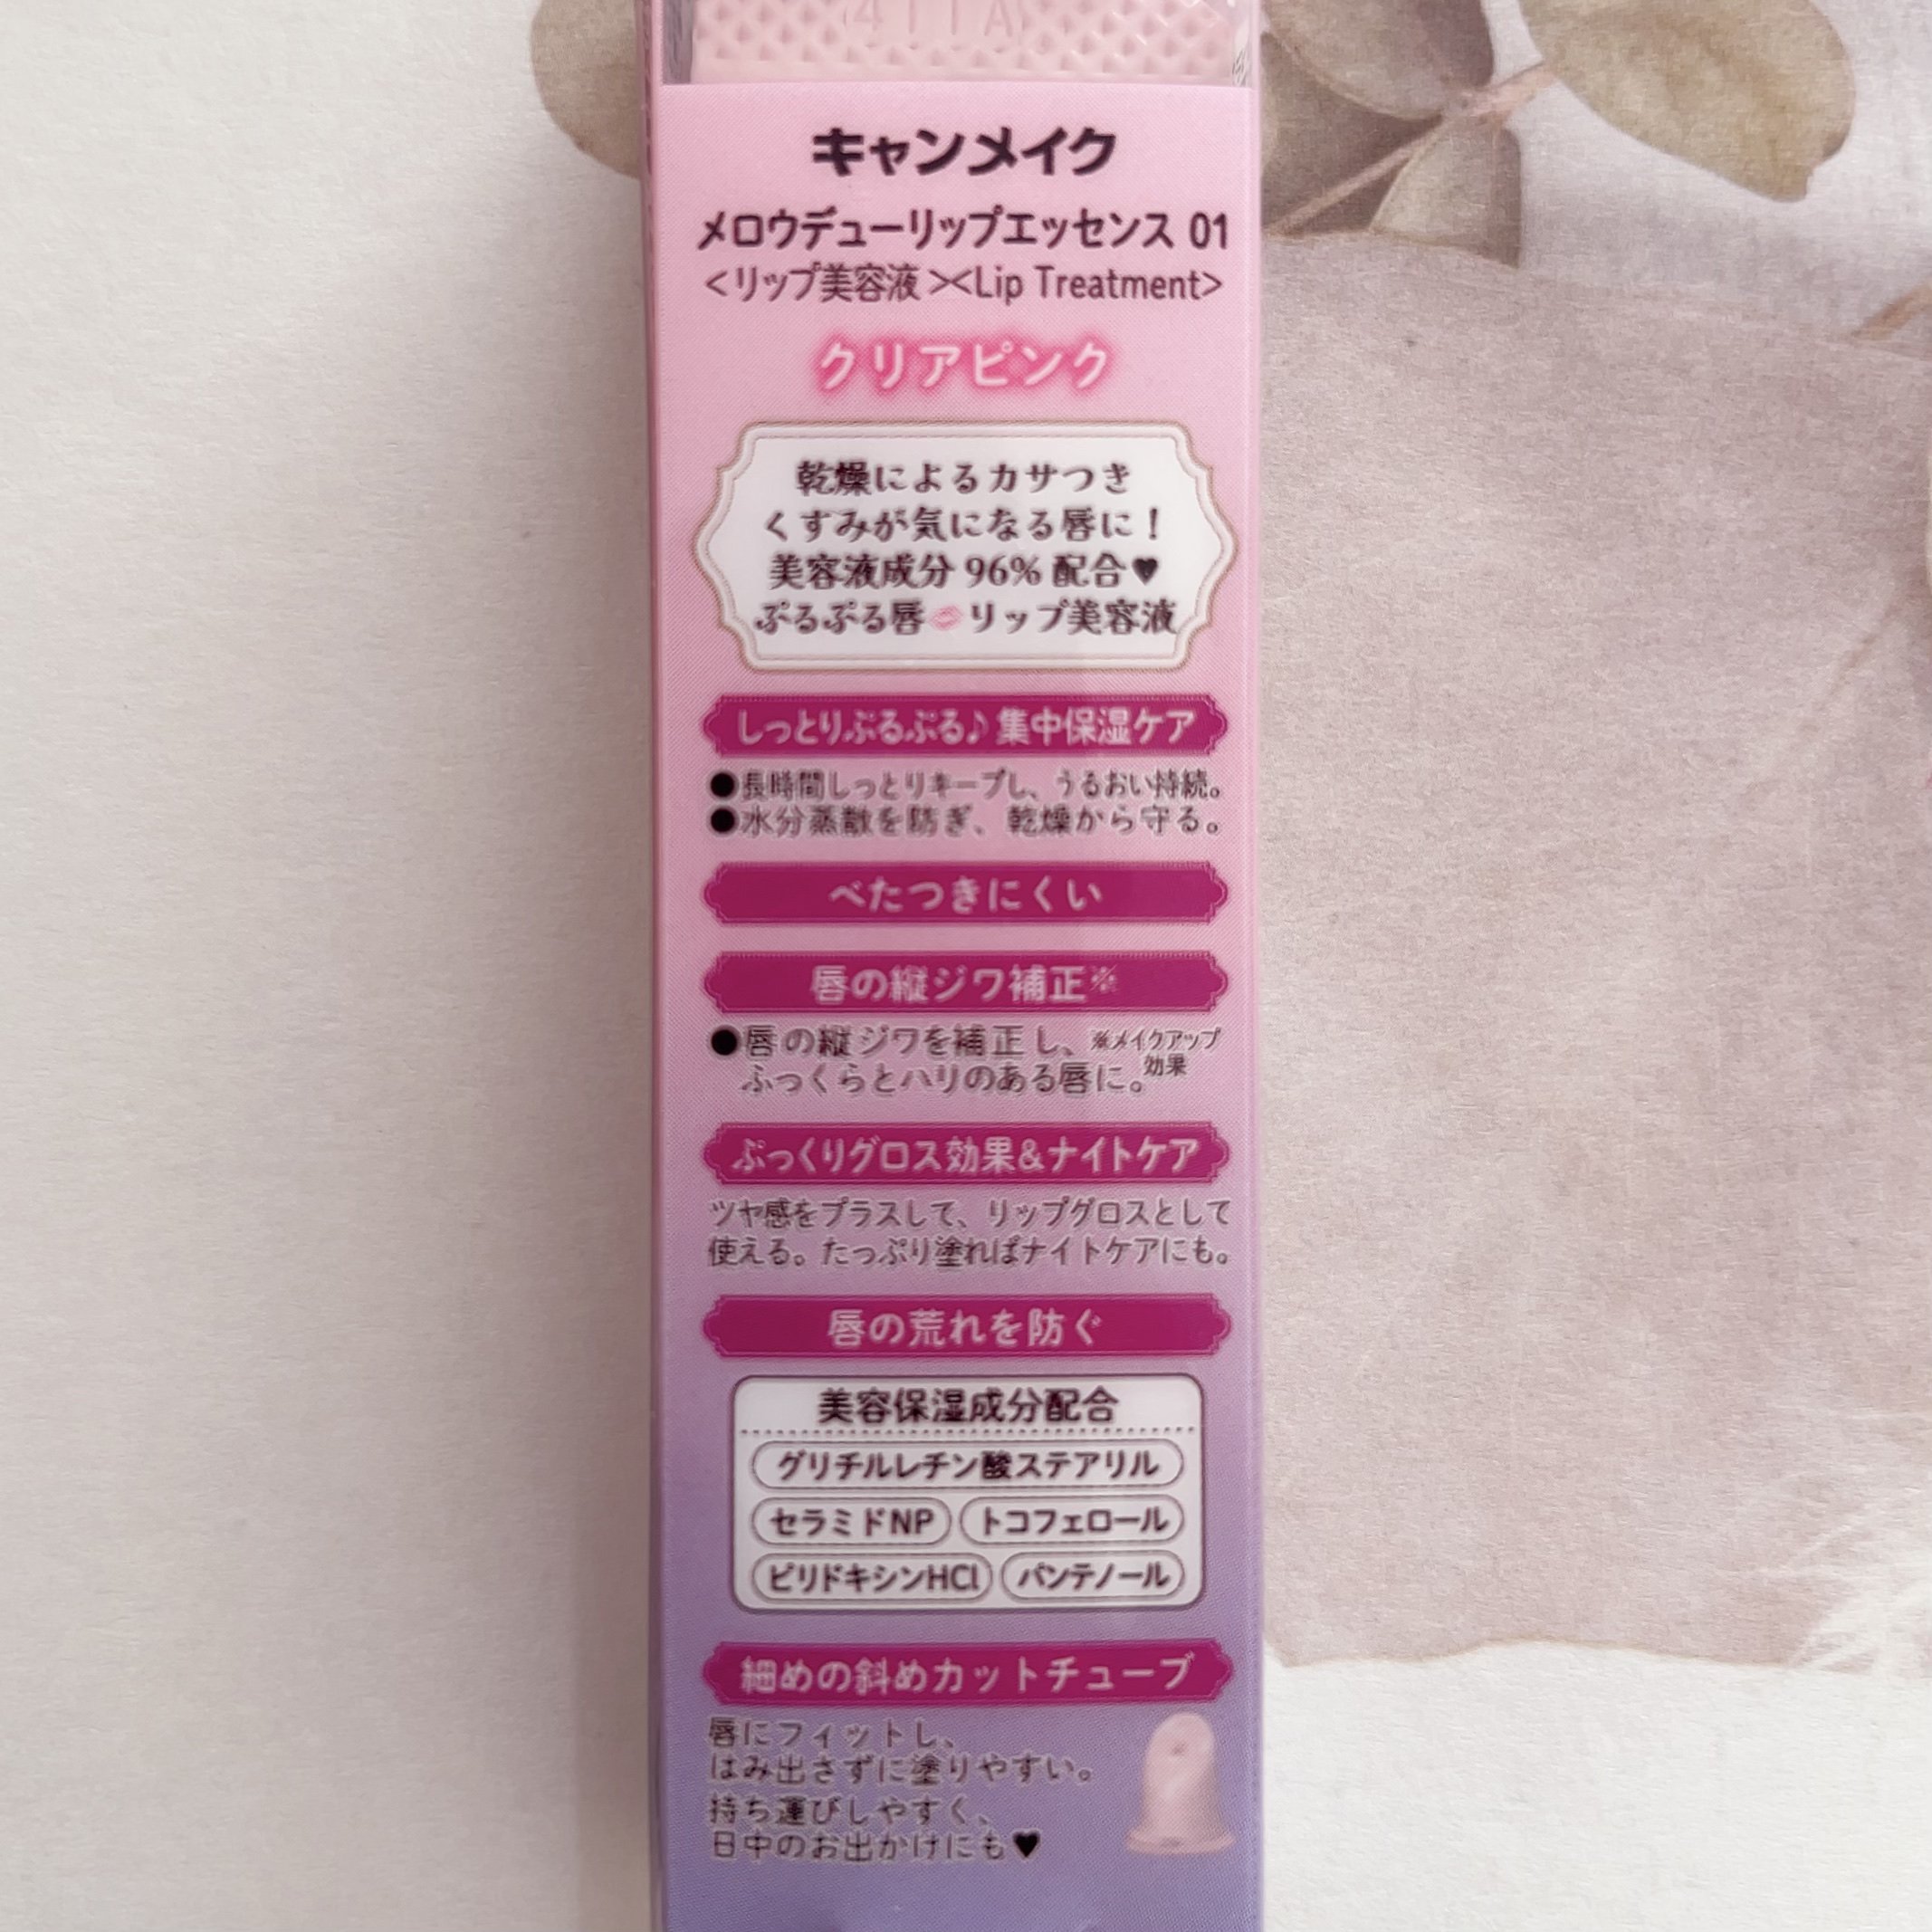 411A
キャンメイク
メロウデューリップエッセンス 01
<リップ美容液><Lip Treatment>
クリアピンク
乾燥によるカサつき
くすみが気になる唇に!
美容液成分 96% 配合♥
ぷるぷる唇リップ美容液
しっとりぷるぷる♪集中保湿ケア
●長時間しっとりキープし、うるおい持続。
●水分蒸散を防ぎ、乾燥から守る。
べたつきにくい
唇の縦ジワ補正※
●唇の縦ジワを補正し、
ふっくらとハリのある唇に。
※メイクアップ
効果
ぷっくりグロス効果&ナイトケア
ツヤ感をプラスして、リップグロスとして
使える。たっぷり塗ればナイトケアにも。
唇の荒れを防ぐ
美容保湿成分配合
グリチルレチン酸ステアリル
セラミドNP トコフェロール
ピリドキシンHCl パンテノール
細めの斜めカットチューブ
唇にフィットし、
はみ出さずに塗りやすい。
持ち運びしやすく、
日中のお出かけにも♥